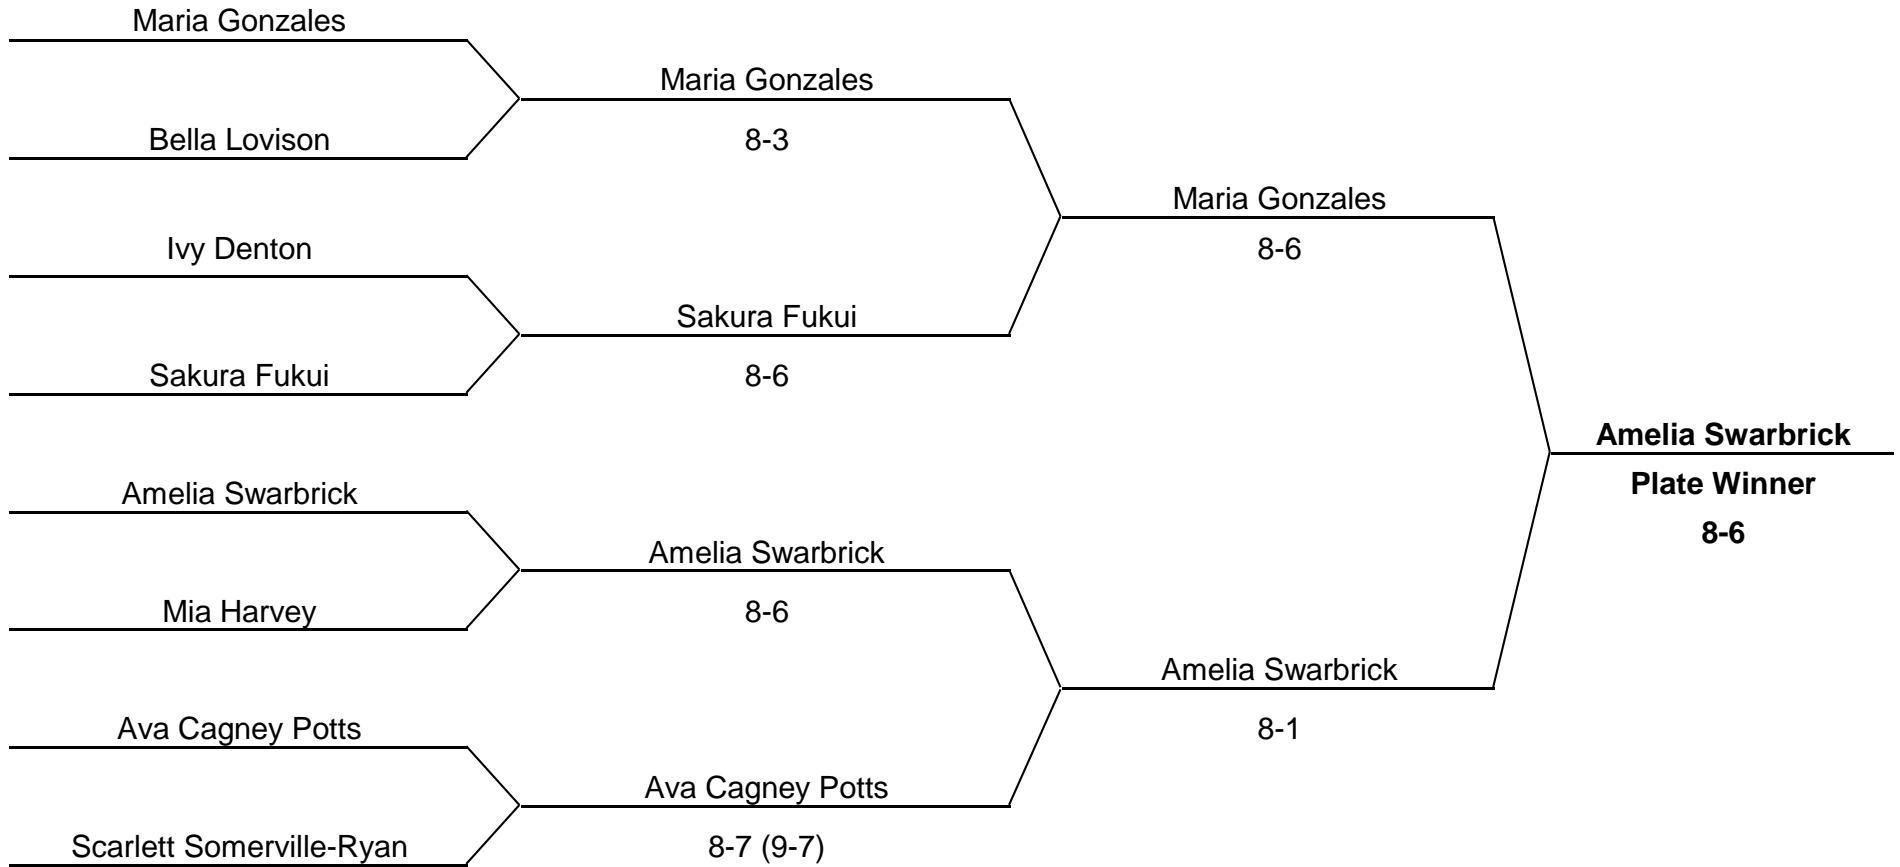 Maria Gonzales
Maria Gonzales
Bella Lovison
8-3
Maria Gonzales
Ivy Denton
8-6
Sakura Fukui
Sakura Fukui
8-6
Amelia Swarbrick
Plate Winner
Amelia Swarbrick
8-6
Amelia Swarbrick
Mia Harvey
8-6
Amelia Swarbrick
Ava Cagney Potts
8-1
Ava Cagney Potts
Scarlett Somerville-Ryan
8-7 (9-7)